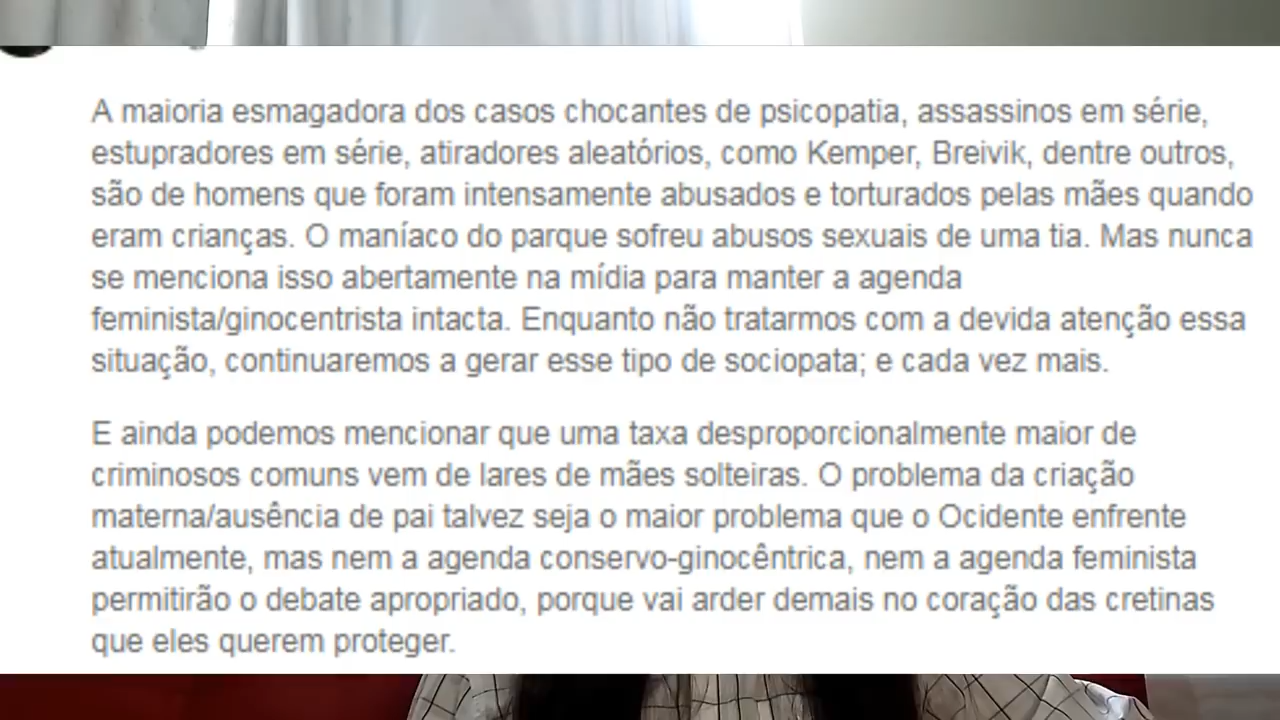 A maioria esmagadora dos casos chocantes de psicopatia, assassinos em série,
estupradores em série, atiradores aleatórios, como Kemper, Breivik, dentre outros,
são de homens que foram intensamente abusados e torturados pelas mães quando
eram crianças. O maníaco do parque sofreu abusos sexuais de uma tia. Mas nunca
se menciona isso abertamente na mídia para manter a agenda
feminista/ginocentrista intacta. Enquanto não tratarmos com a devida atenção essa
situação, continuaremos a gerar esse tipo de sociopata; e cada vez mais.
E ainda podemos mencionar que uma taxa desproporcionalmente maior de
criminosos comuns vem de lares de mães solteiras. O problema da criação
materna/ausência de pai talvez seja o maior problema que o Ocidente enfrente
atualmente, mas nem a agenda conservo-ginocêntrica, nem a agenda feminista
permitirão o debate apropriado, porque vai arder demais no coração das cretinas
que eles querem proteger.